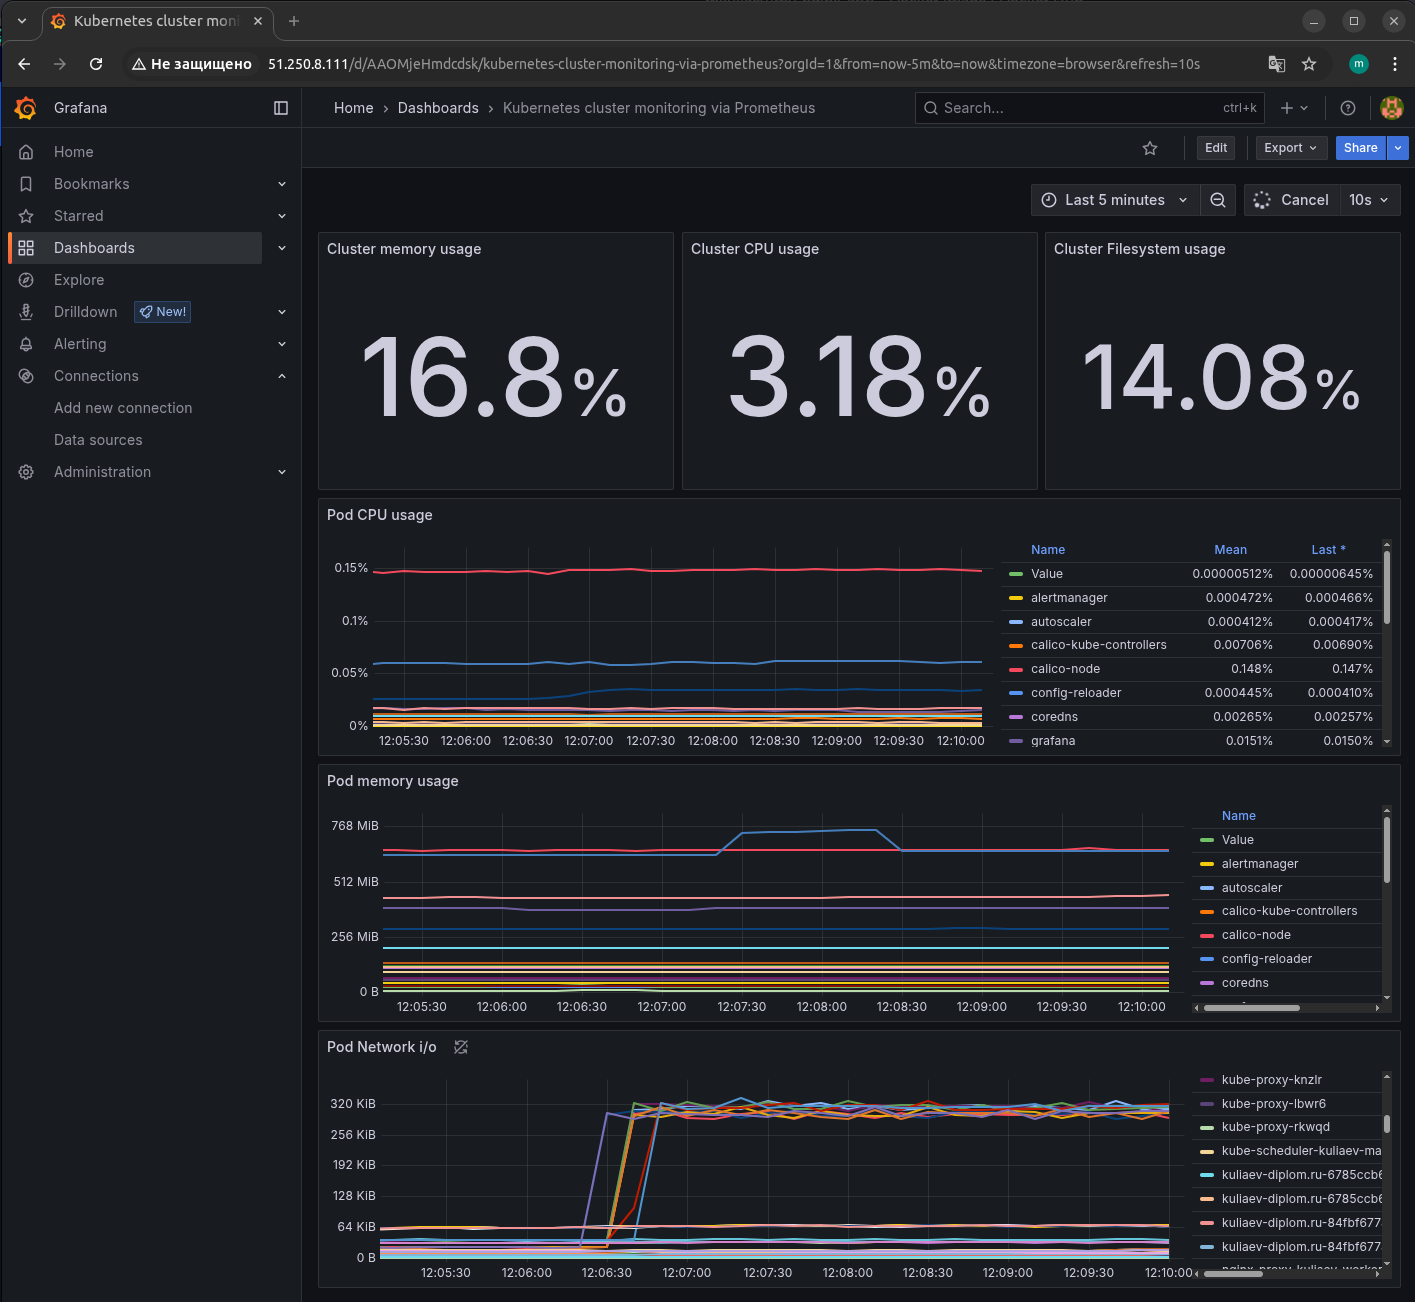 Kubernetes cluster moni
Не защищено 51.250.8.111/d/AAOMjeHmdcdsk/kubernetes-cluster-monitoring-via-prometheus?orgId=1&from=now-5m&to=now&timezone=browser&refresh=10s
m
Grafana
Home › Dashboards › Kubernetes cluster monitoring via Prometheus
Search... ctrl+k
Edit Export Share
Home
Bookmarks
Starred
Dashboards
Explore
Drilldown New!
Alerting
Connections
Add new connection
Data sources
Administration
Last 5 minutes Cancel 10s
Cluster memory usage
16.8%
Cluster CPU usage
3.18%
Cluster Filesystem usage
14.08%
Pod CPU usage
0.15%
0.1%
0.05%
0%
12:05:30 12:06:00 12:06:30 12:07:00 12:07:30 12:08:00 12:08:30 12:09:00 12:09:30 12:10:00
Name Mean Last *
Value 0.00000512% 0.00000645%
alertmanager 0.000472% 0.000466%
autoscaler 0.000412% 0.000417%
calico-kube-controllers 0.00706% 0.00690%
calico-node 0.148% 0.147%
config-reloader 0.000445% 0.000410%
coredns 0.00265% 0.00257%
grafana 0.0151% 0.0150%
Pod memory usage
768 MiB
512 MiB
256 MiB
0 B
12:05:30 12:06:00 12:06:30 12:07:00 12:07:30 12:08:00 12:08:30 12:09:00 12:09:30 12:10:00
Name
Value
alertmanager
autoscaler
calico-kube-controllers
calico-node
config-reloader
coredns
Pod Network i/o
320 KiB
256 KiB
192 KiB
128 KiB
64 KiB
0 B
12:05:30 12:06:00 12:06:30 12:07:00 12:07:30 12:08:00 12:08:30 12:09:00 12:09:30 12:10:00
kube-proxy-knzlr
kube-proxy-lbwr6
kube-proxy-rkwqd
kube-scheduler-kuliaev-ma
kuliaev-diplom.ru-6785ccb6
kuliaev-diplom.ru-6785ccb6
kuliaev-diplom.ru-84fbf677
kuliaev-diplom.ru-84fbf677